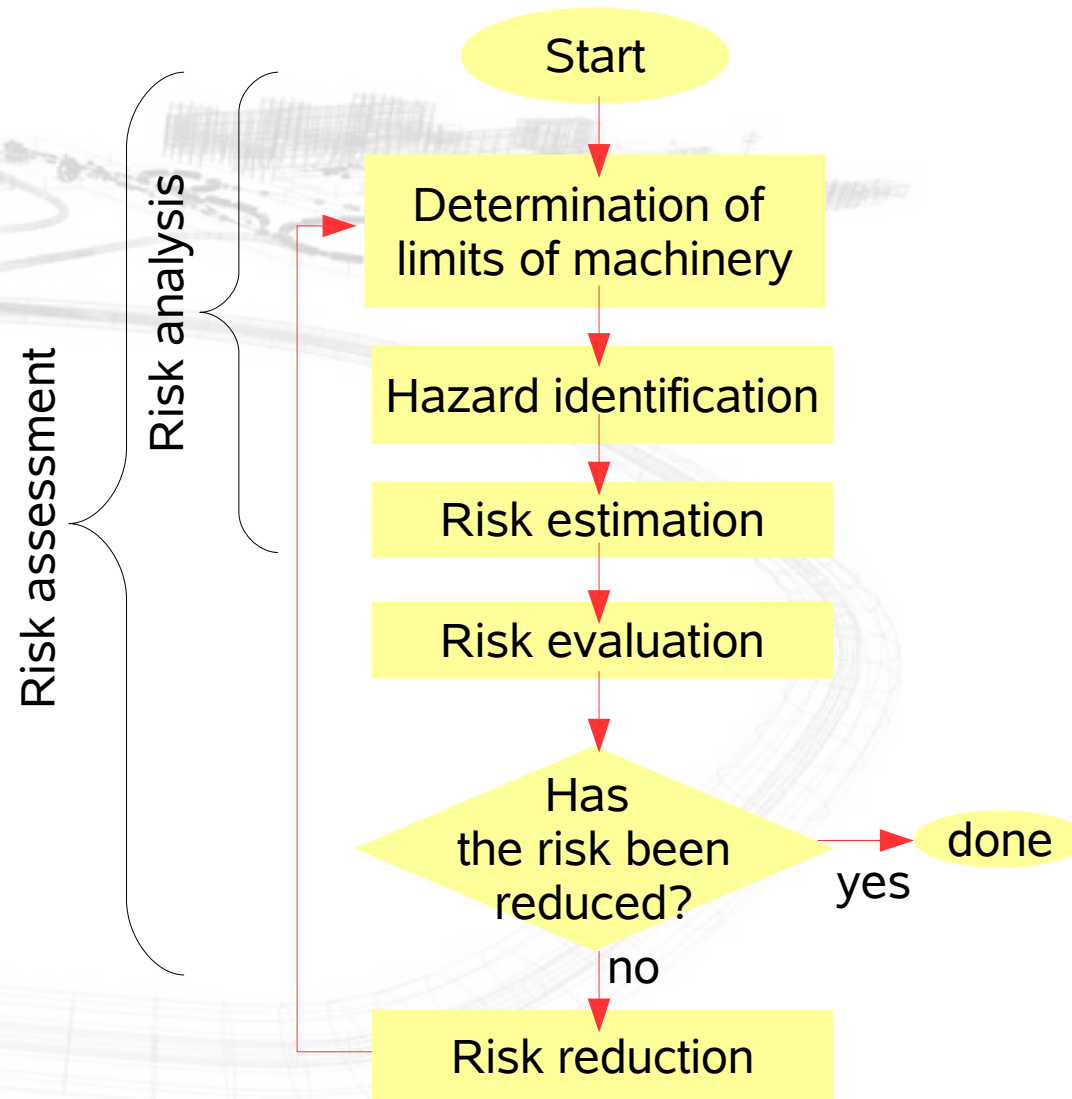 Start
Determination of
limits of machinery
Hazard identification
Risk estimation
Risk evaluation
Has
the risk been
reduced?
yes
done
no
Risk reduction
Risk analysis
Risk assessment